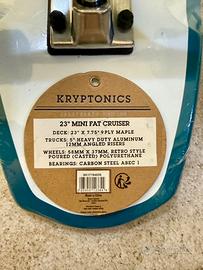 KRYPTONICS
23" MINI FAT CRUISER
DECK: 23" X 7.75" 9 PLY MAPLE
TRUCKS: 5" HEAVY DUTY ALUMINUM
12MM ANGLED RISERS
WHEELS: 58MM X 37MM, RETRO STYLE
POURED (CASTED) POLYURETHANE
BEARINGS: CARBON STEEL ABEC 1